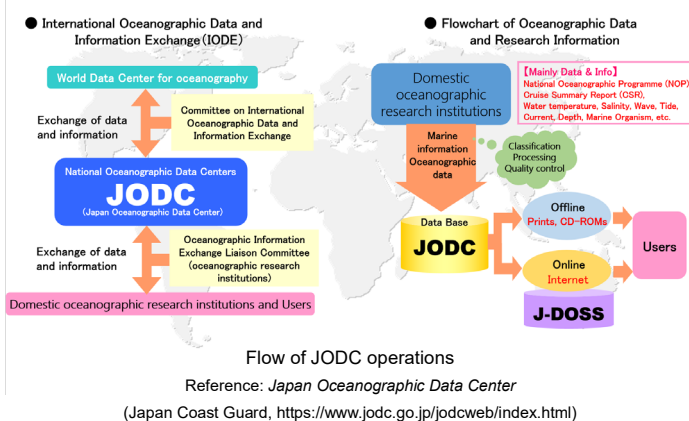 ● International Oceanographic Data and
Information Exchange(IODE)
World Data Center for oceanography
Exchange of data
and information
Committee on International
Oceanographic Data and
Information Exchange
National Oceanographic Data Centers
JODC
(Japan Oceanographic Data Center)
Exchange of data
and information
Oceanographic Information
Exchange Liaison Committee
(oceanographic research
institutions)
Domestic oceanographic research institutions and Users
● Flowchart of Oceanographic Data
and Research Information
Domestic
oceanographic
research institutions
【Mainly Data & Info】
National Oceanographic Programme (NOP)
Cruise Summary Report (CSR),
Water temperature, Salinity, Wave, Tide,
Current, Depth, Marine Organism, etc.
Marine
information
Oceanographic
data
Classification
Processing
Quality control
Data Base
JODC
Offline
Prints, CD-ROMs
Online
Internet
J-DOSS
Users
Flow of JODC operations
Reference: Japan Oceanographic Data Center
(Japan Coast Guard, https://www.jodc.go.jp/jodcweb/index.html)